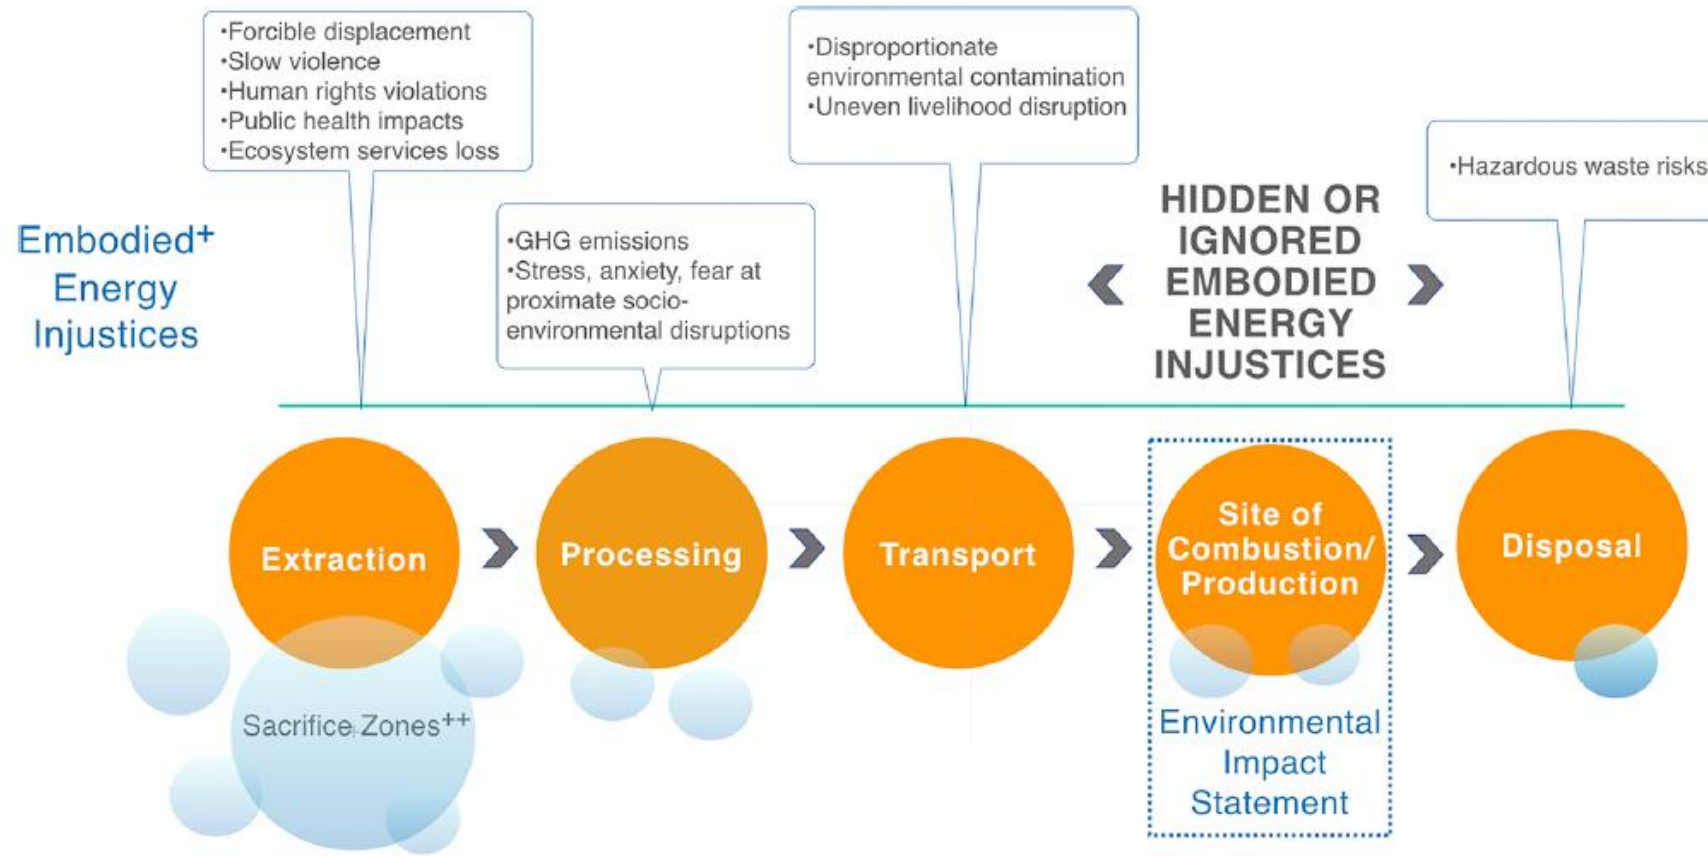 •Forcible displacement
•Slow violence
•Human rights violations
•Public health impacts
•Ecosystem services loss
•Disproportionate
environmental contamination
•Uneven livelihood disruption
•Hazardous waste risks
Embodied+
Energy
Injustices
•GHG emissions
•Stress, anxiety, fear at
proximate socio-
environmental disruptions
HIDDEN OR
IGNORED
EMBODIED
ENERGY
INJUSTICES
Extraction
Processing
Transport
Site of
Combustion/
Production
Disposal
Sacrifice Zones++
Environmental
Impact
Statement